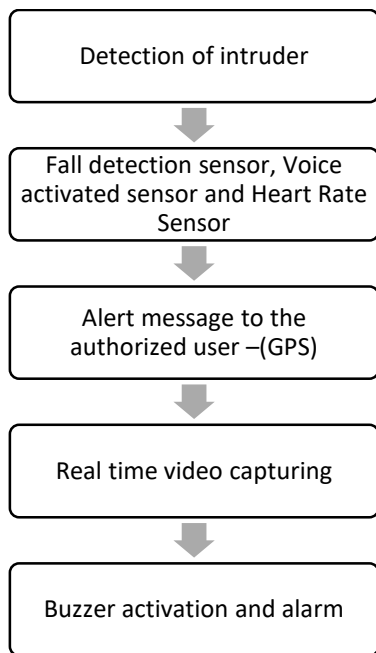 Detection of intruder
Fall detection sensor, Voice
activated sensor and Heart Rate
Sensor
Alert message to the
authorized user –(GPS)
Real time video capturing
Buzzer activation and alarm